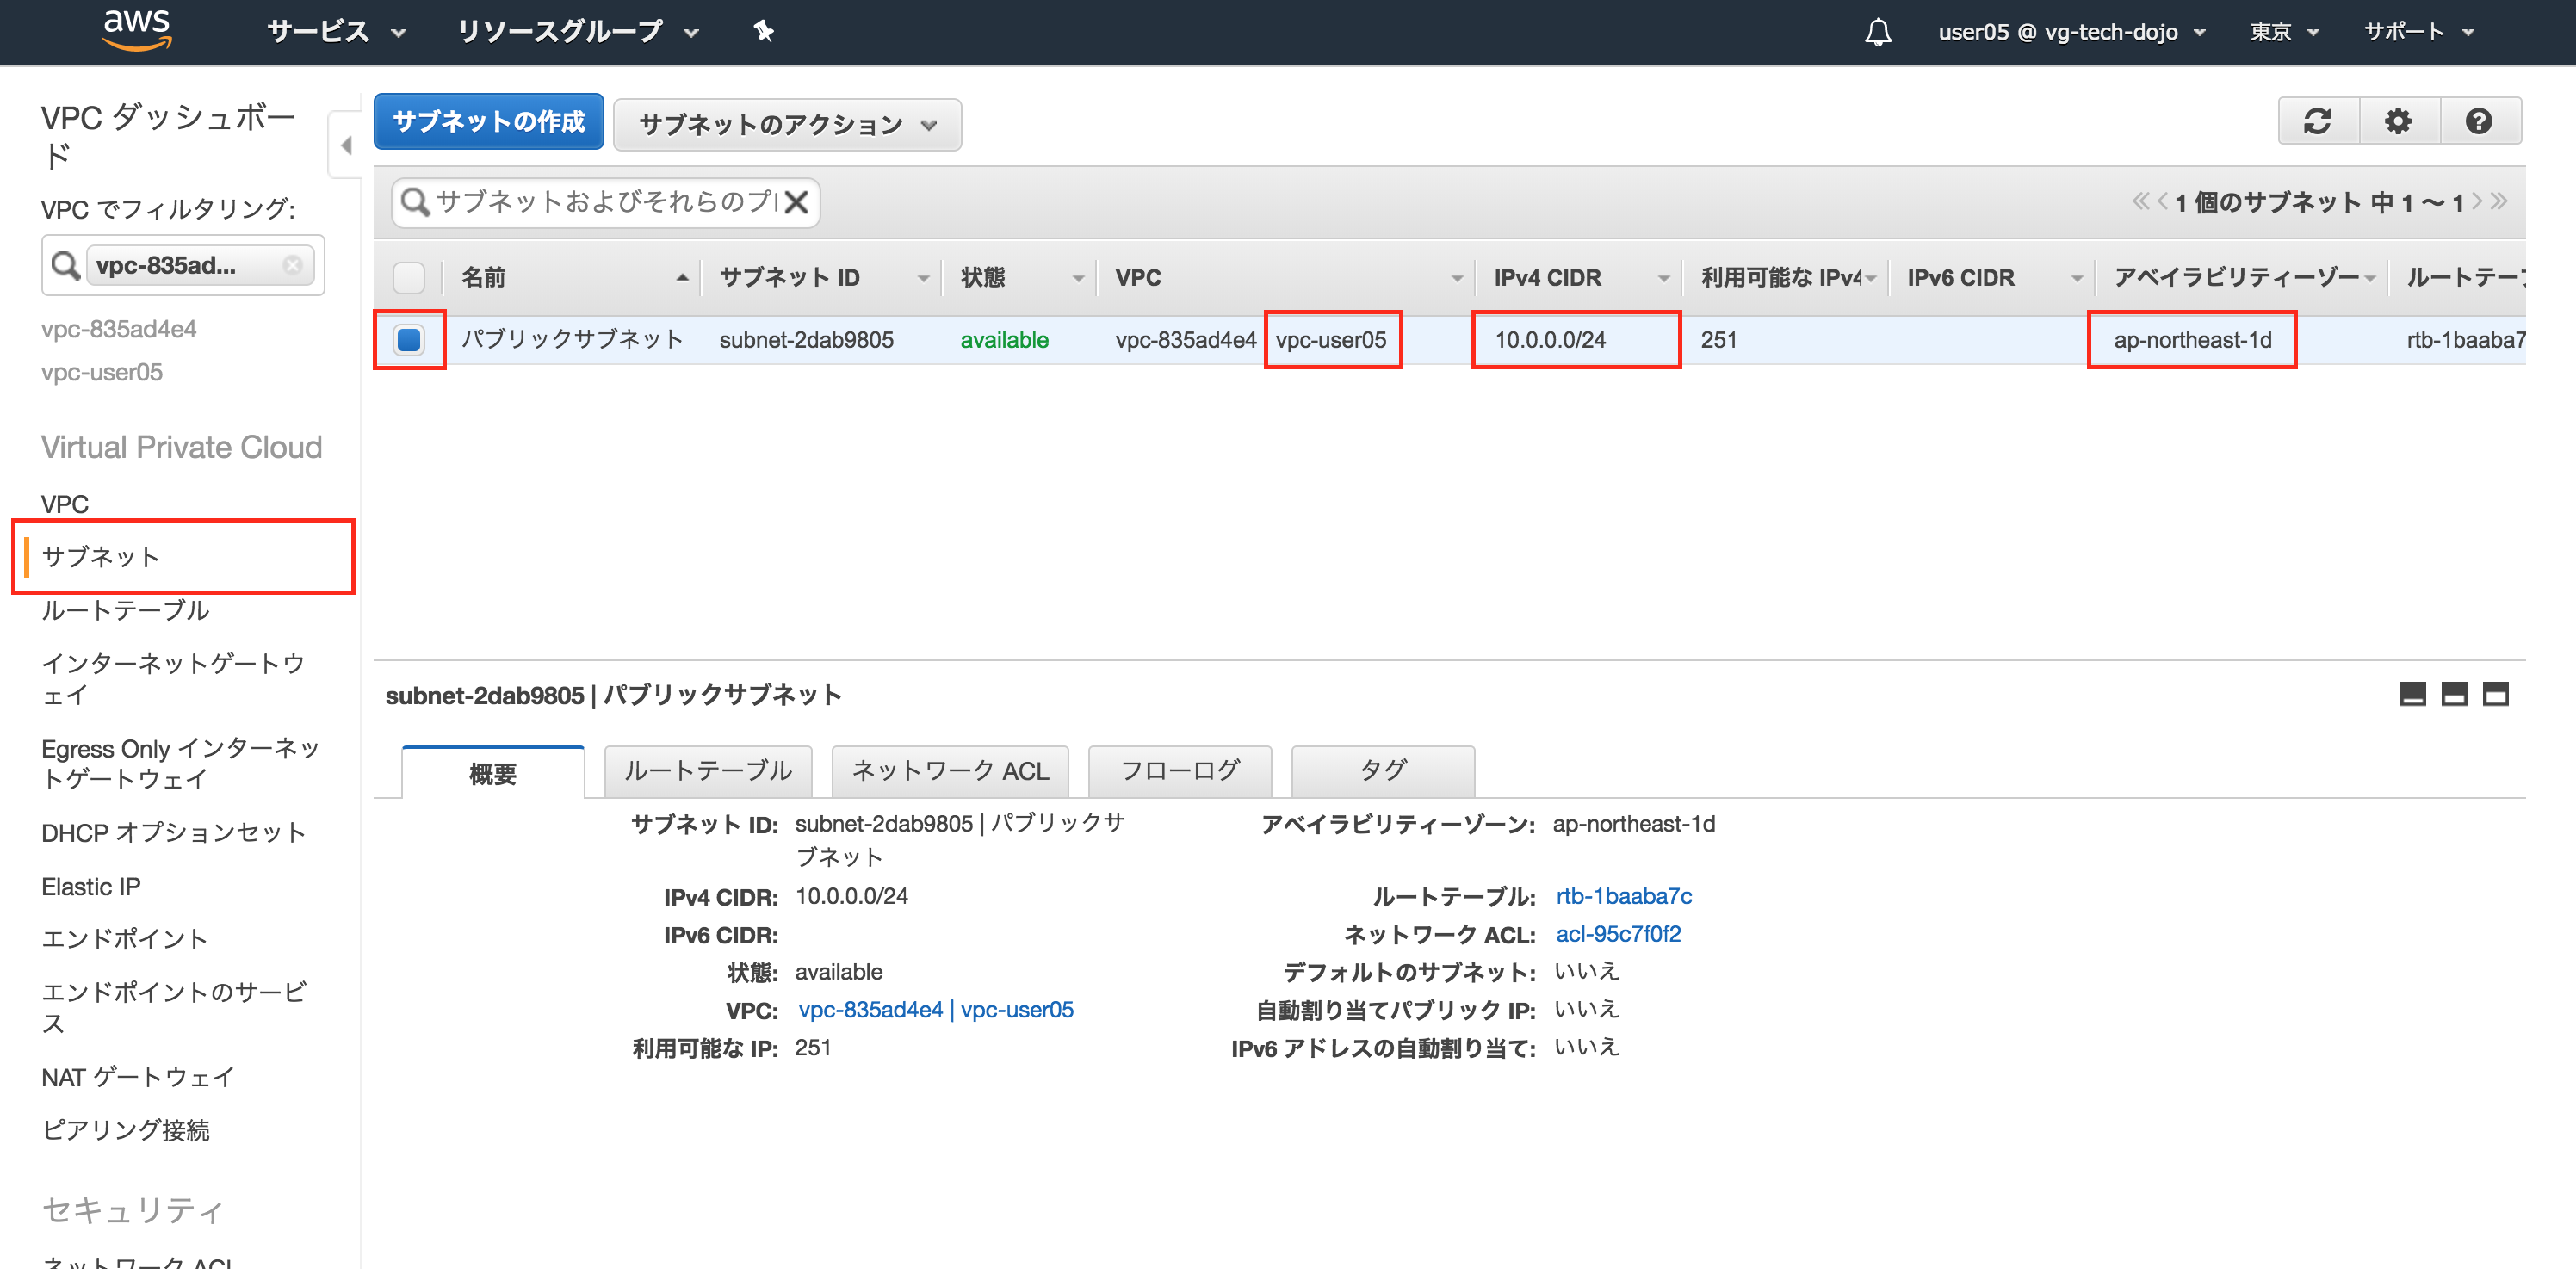 aws サービス リソースグループ user05 @ vg-tech-dojo 東京 サポート
VPC ダッシュボー
ド
VPC でフィルタリング:
vpc-835ad...
vpc-835ad4e4
vpc-user05
Virtual Private Cloud
VPC
サブネット
ルートテーブル
インターネットゲートウ
ェイ
Egress Only インターネッ
トゲートウェイ
DHCP オプションセット
Elastic IP
エンドポイント
エンドポイントのサービ
ス
NAT ゲートウェイ
ピアリング接続
セキュリティ
ネットワーク ACL
サブネットの作成 サブネットのアクション
サブネットおよびそれらのプ
1 個のサブネット 中 1 〜 1
名前 サブネット ID 状態 VPC IPv4 CIDR 利用可能な IPv4 IPv6 CIDR アベイラビリティーゾー ルートテー
パブリックサブネット subnet-2dab9805 available vpc-835ad4e4 vpc-user05 10.0.0.0/24 251 ap-northeast-1d rtb-1baaba7
subnet-2dab9805 | パブリックサブネット
概要 ルートテーブル ネットワーク ACL フローログ タグ
サブネット ID: subnet-2dab9805 | パブリックサ
ブネット
アベイラビリティーゾーン: ap-northeast-1d
IPv4 CIDR: 10.0.0.0/24 ルートテーブル: rtb-1baaba7c
IPv6 CIDR: ネットワーク ACL: acl-95c7f0f2
状態: available デフォルトのサブネット: いいえ
VPC: vpc-835ad4e4 | vpc-user05 自動割り当てパブリック IP: いいえ
利用可能な IP: 251 IPv6 アドレスの自動割り当て: いいえ